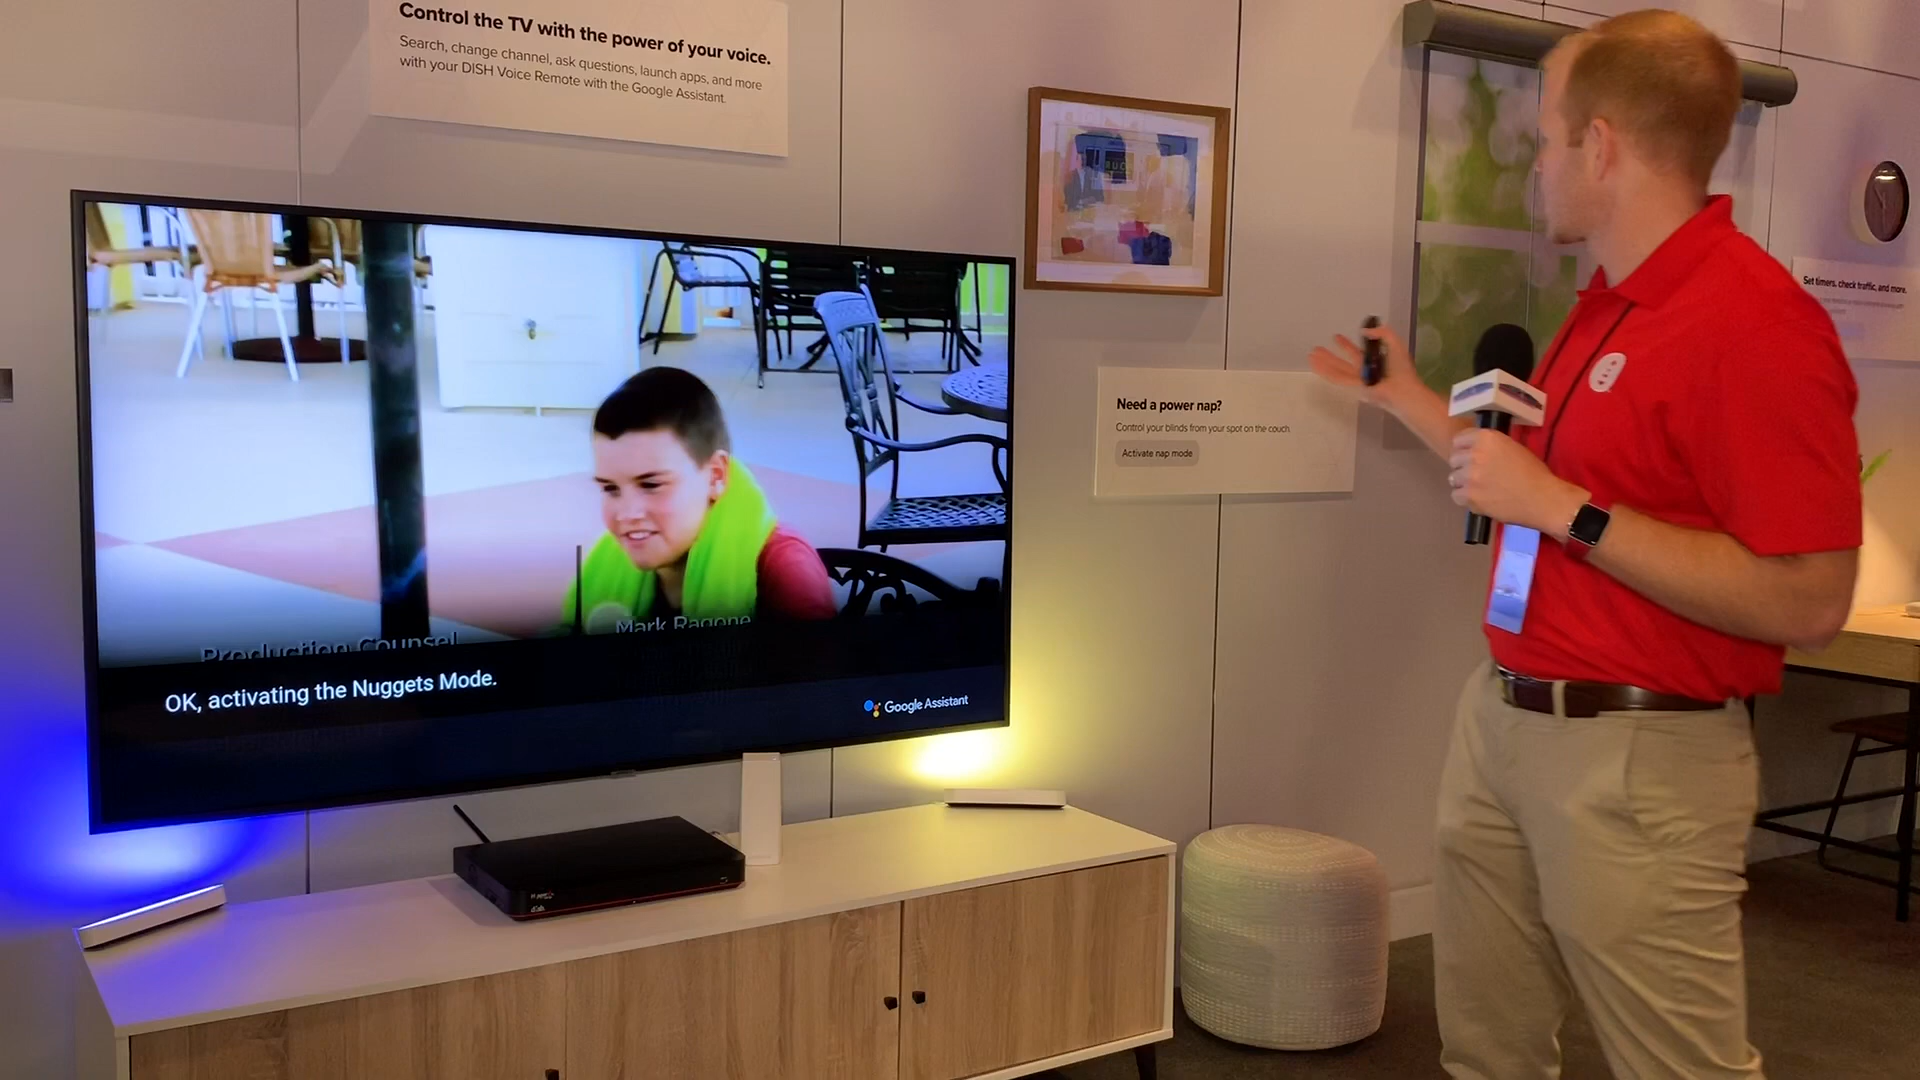 Control the TV with the power of your voice.
Search, change channel, ask questions, launch apps, and more
with your DISH Voice Remote with the Google Assistant.
Production Counsel
Mark Ragone
OK, activating the Nuggets Mode.
Google Assistant
Need a power nap?
Control your blinds from your spot on the couch.
Activate nap mode
Set timers, check traffic, and more.